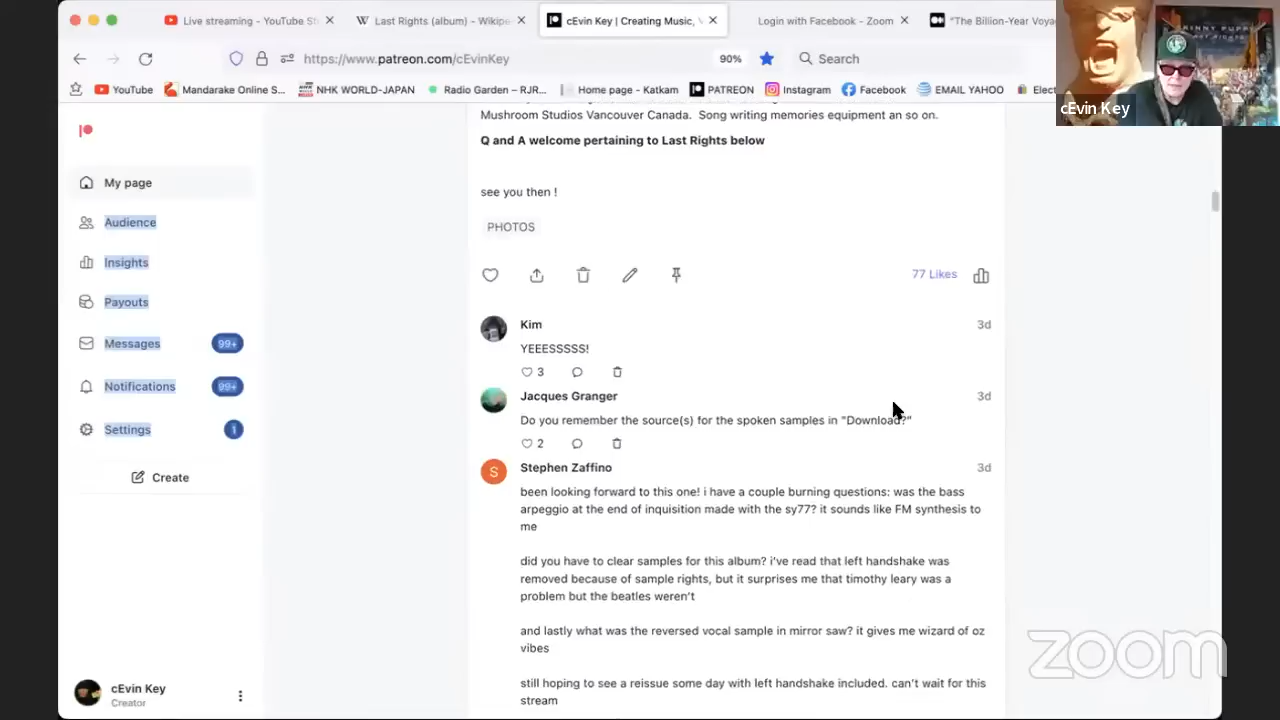 Live streaming - YouTube St
Last Rights (album) - Wikipe
cEvin Key | Creating Music, V
Login with Facebook - Zoom
"The Billion-Year Voya
https://www.patreon.com/cEvinKey
90%
Search
YouTube
Mandarake Online S...
NHK WORLD-JAPAN
Radio Garden – RJR...
Home page - Katkam
PATREON
Instagram
Facebook
EMAIL YAHOO
Elect
cEvin Key
My page
Audience
Insights
Payouts
Messages 99+
Notifications 99+
Settings 1
Create
cEvin Key
Creator
Mushroom Studios Vancouver Canada. Song writing memories equipment an so on.
Q and A welcome pertaining to Last Rights below
see you then !
PHOTOS
77 Likes
Kim 3d
YEEESSSSS!
3
Jacques Granger 3d
Do you remember the source(s) for the spoken samples in "Download?"
2
S
Stephen Zaffino 3d
been looking forward to this one! i have a couple burning questions: was the bass
arpeggio at the end of inquisition made with the sy77? it sounds like FM synthesis to
me
did you have to clear samples for this album? i've read that left handshake was
removed because of sample rights, but it surprises me that timothy leary was a
problem but the beatles weren't
and lastly what was the reversed vocal sample in mirror saw? it gives me wizard of oz
vibes
still hoping to see a reissue some day with left handshake included. can't wait for this
stream
zoom